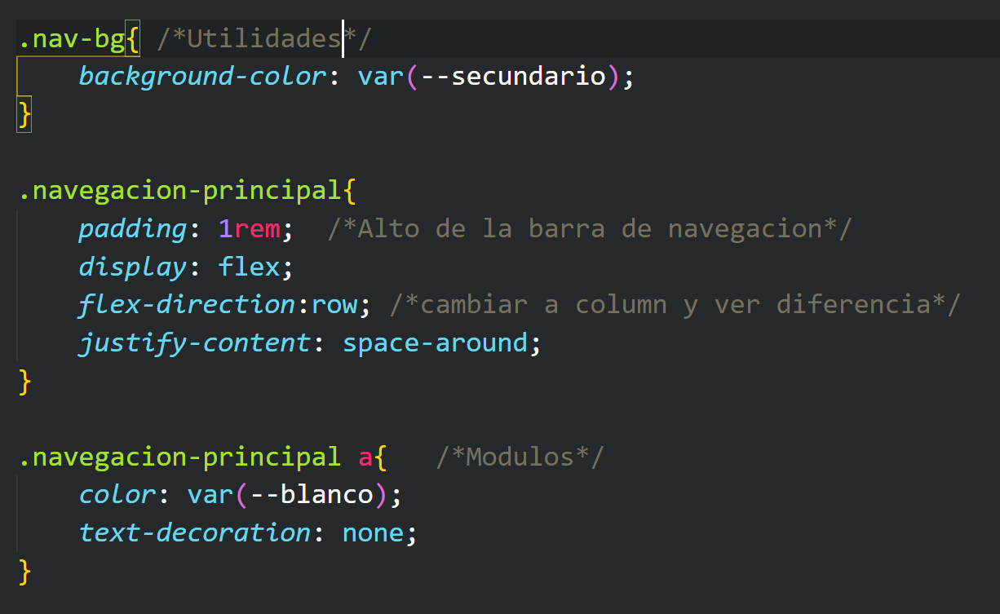 .nav-bg{ /*Utilidades*/
    background-color: var(--secundario);
}

.navegacion-principal{
    padding: 1rem;  /*Alto de la barra de navegacion*/
    display: flex;
    flex-direction:row; /*cambiar a column y ver diferencia*/
    justify-content: space-around;
}

.navegacion-principal a{   /*Modulos*/
    color: var(--blanco);
    text-decoration: none;
}